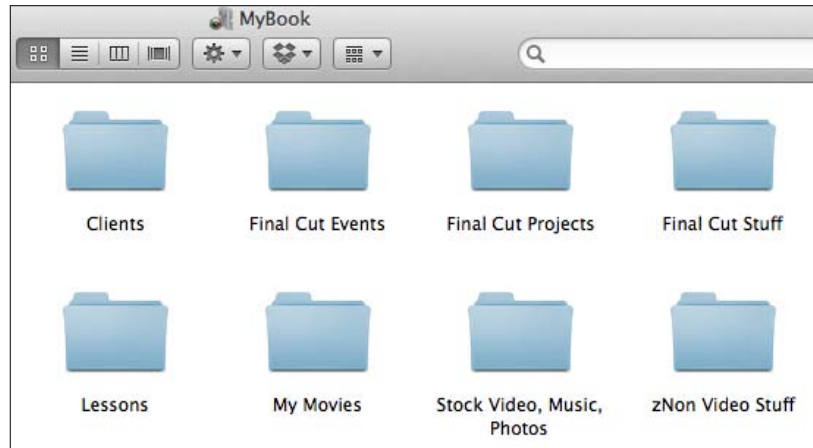 MyBook
Clients
Final Cut Events
Final Cut Projects
Final Cut Stuff
Lessons
My Movies
Stock Video, Music,
Photos
zNon Video Stuff